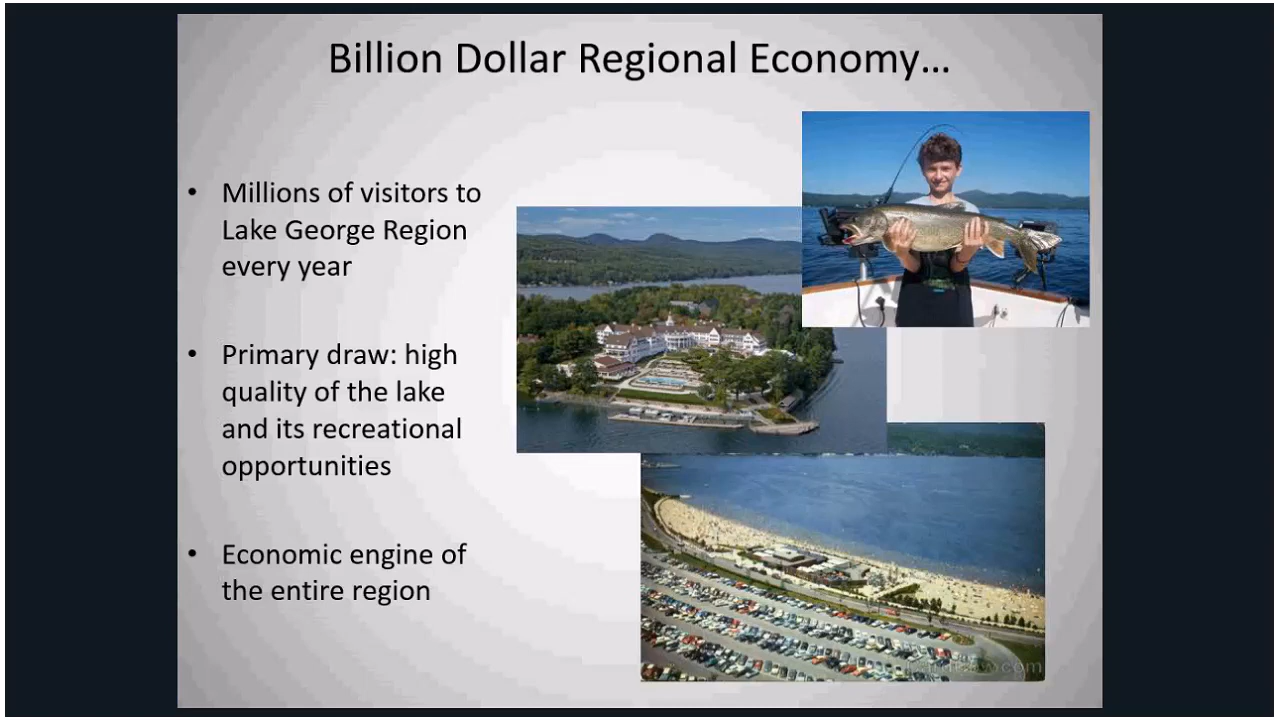 Billion Dollar Regional Economy…
• Millions of visitors to
Lake George Region
every year
• Primary draw: high
quality of the lake
and its recreational
opportunities
• Economic engine of
the entire region